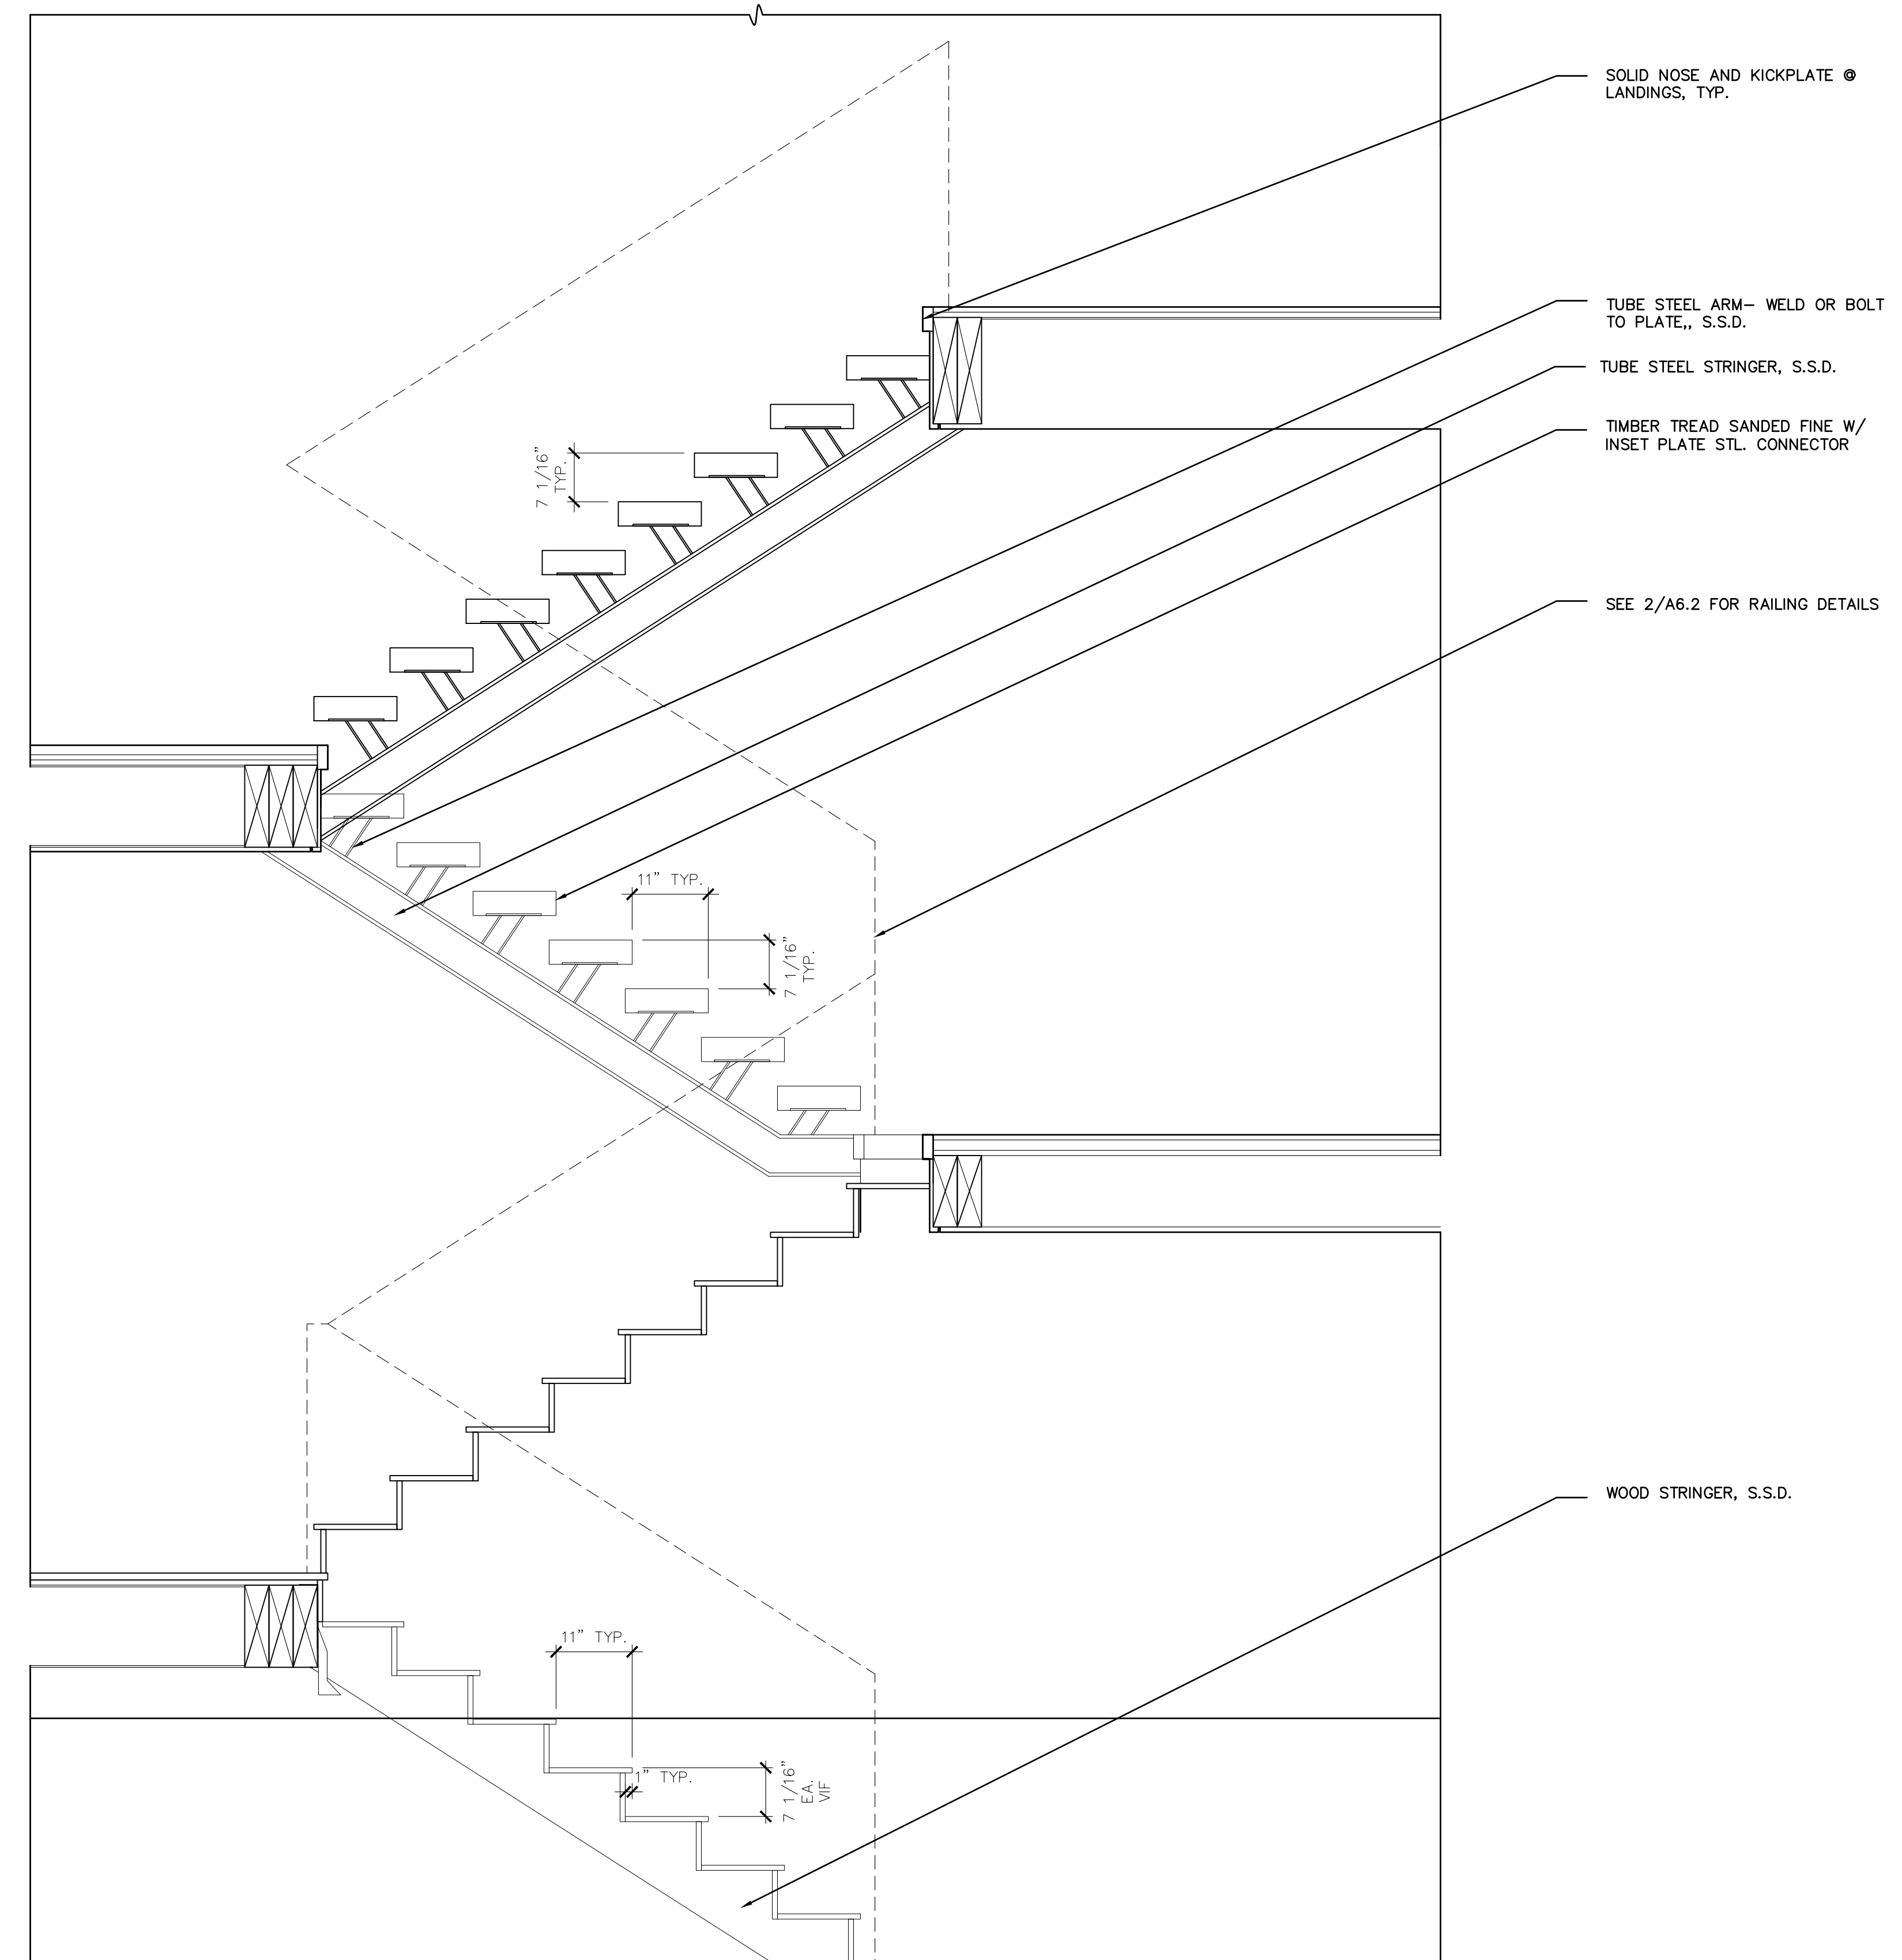 SOLID NOSE AND KICKPLATE @
LANDINGS, TYP.
TUBE STEEL ARM— WELD OR BOLT
TO PLATE,, S.S.D.
TUBE STEEL STRINGER, S.S.D.
TIMBER TREAD SANDED FINE W/
INSET PLATE STL. CONNECTOR
7 1/16"
TYP.
SEE 2/A6.2 FOR RAILING DETAILS
11" TYP.
7 1/16"
TYP.
WOOD STRINGER, S.S.D.
11" TYP.
1" TYP.
7 1/16"
EA.
VIF